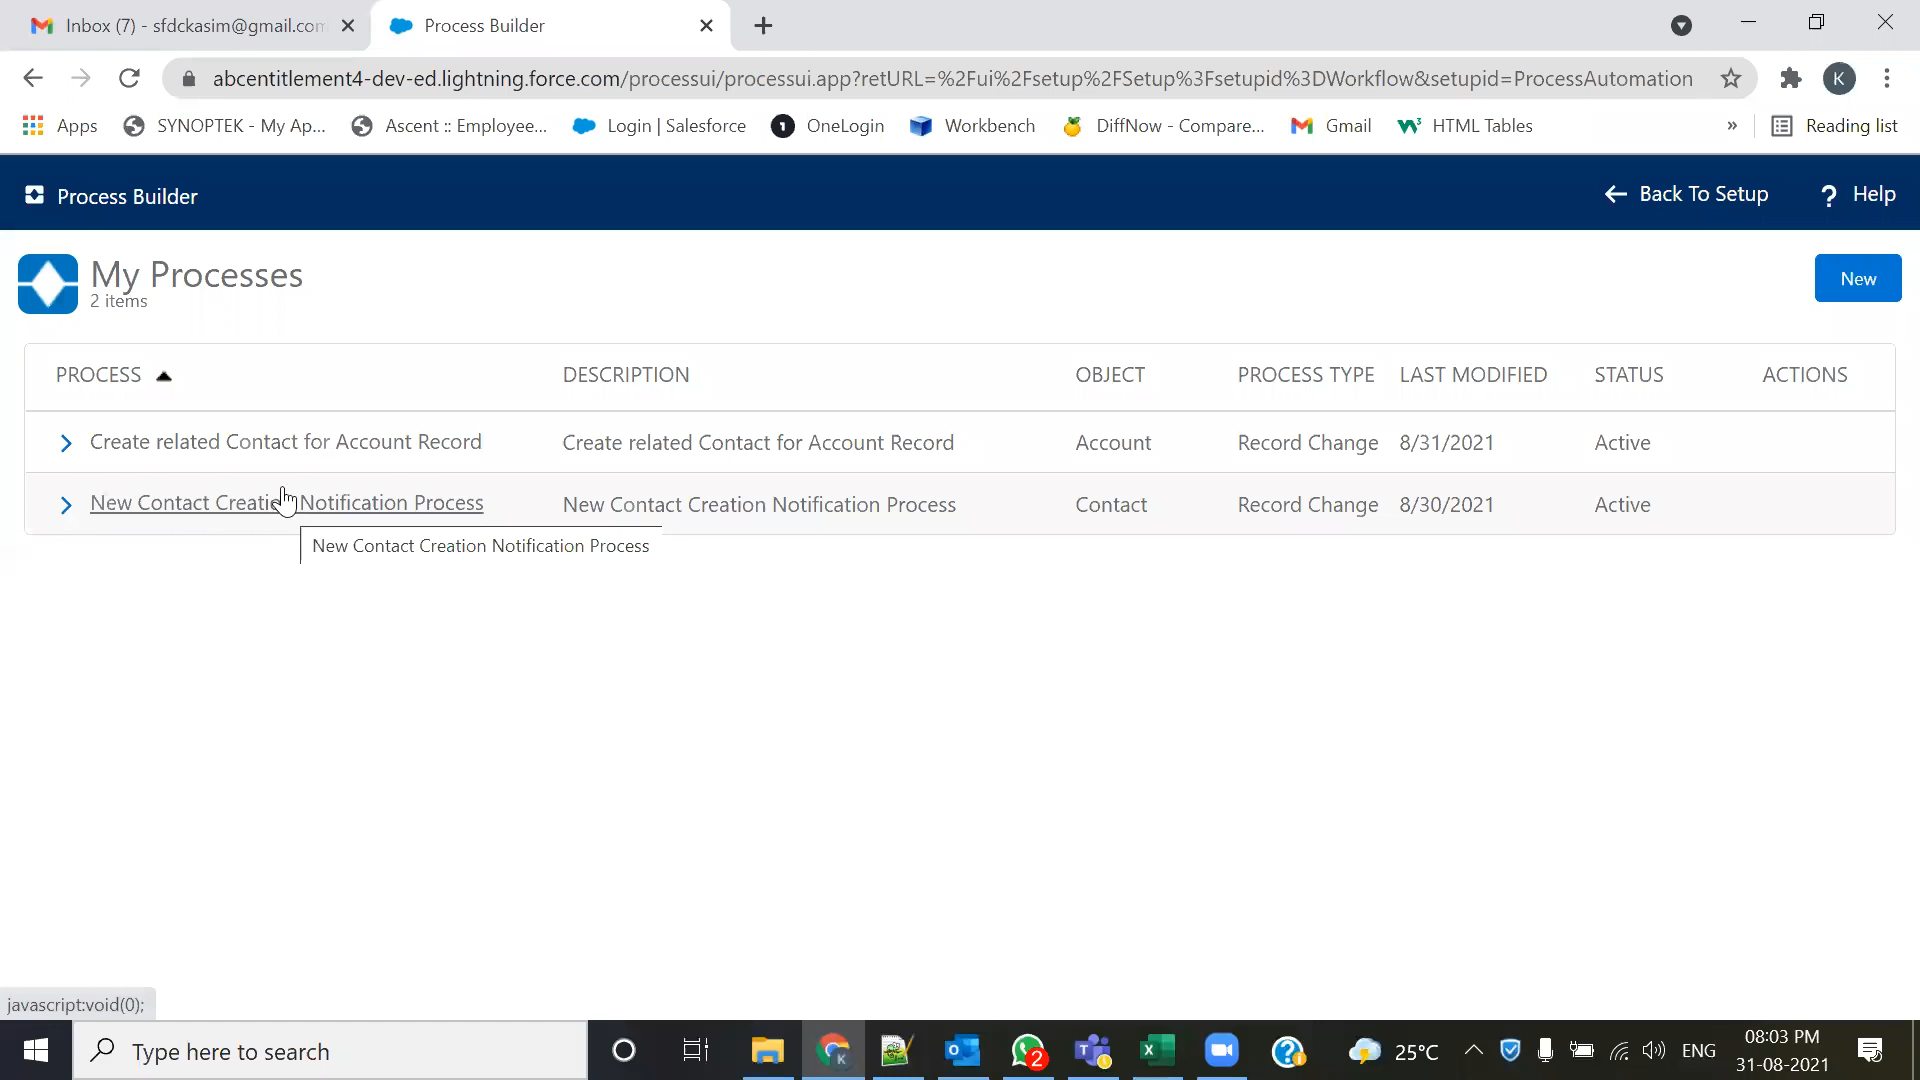 Inbox (7) - sfdckasim@gmail.com
Process Builder
abcentitlement4-dev-ed.lightning.force.com/processui/processui.app?retURL=%2Fui%2Fsetup%2FSetup%3Fsetupid%3DWorkflow&setupid=ProcessAutomation
K
Apps SYNOPTEK - My Ap... Ascent :: Employee... Login | Salesforce OneLogin Workbench DiffNow - Compare... Gmail HTML Tables » Reading list
Process Builder
Back To Setup
? Help
My Processes
2 items
New
PROCESS DESCRIPTION OBJECT PROCESS TYPE LAST MODIFIED STATUS ACTIONS
Create related Contact for Account Record Create related Contact for Account Record Account Record Change 8/31/2021 Active
New Contact Creation Notification Process New Contact Creation Notification Process Contact Record Change 8/30/2021 Active
New Contact Creation Notification Process
javascript:void(0);
Type here to search
2
25°C
ENG
08:03 PM
31-08-2021